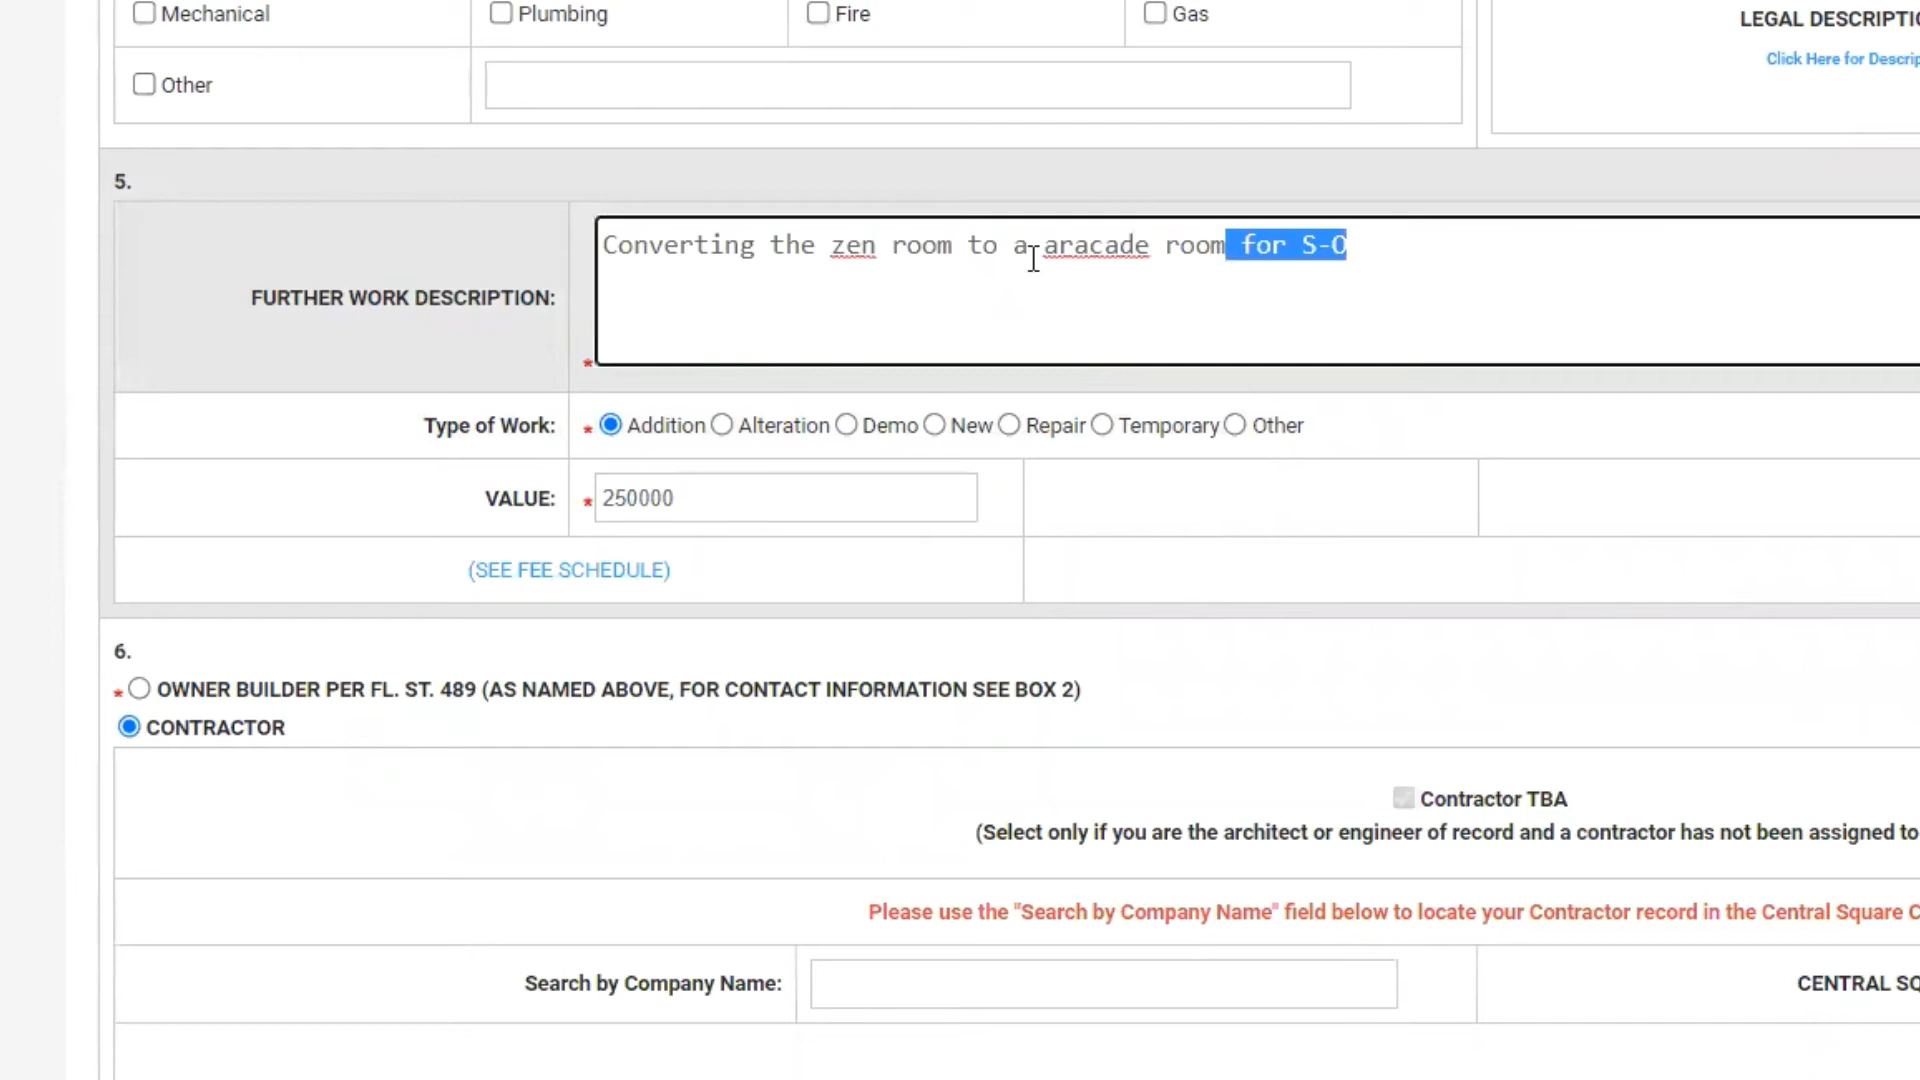 Mechanical Plumbing Fire Gas
LEGAL DESCRIPTIO
Click Here for Descrip
Other
5.
FURTHER WORK DESCRIPTION:
* Converting the zen room to a aracade room for S-O
Type of Work: * Addition Alteration Demo New Repair Temporary Other
VALUE: * 250000
(SEE FEE SCHEDULE)
6.
* OWNER BUILDER PER FL. ST. 489 (AS NAMED ABOVE, FOR CONTACT INFORMATION SEE BOX 2)
CONTRACTOR
Contractor TBA
(Select only if you are the architect or engineer of record and a contractor has not been assigned to
Please use the "Search by Company Name" field below to locate your Contractor record in the Central Square C
Search by Company Name: CENTRAL SQ